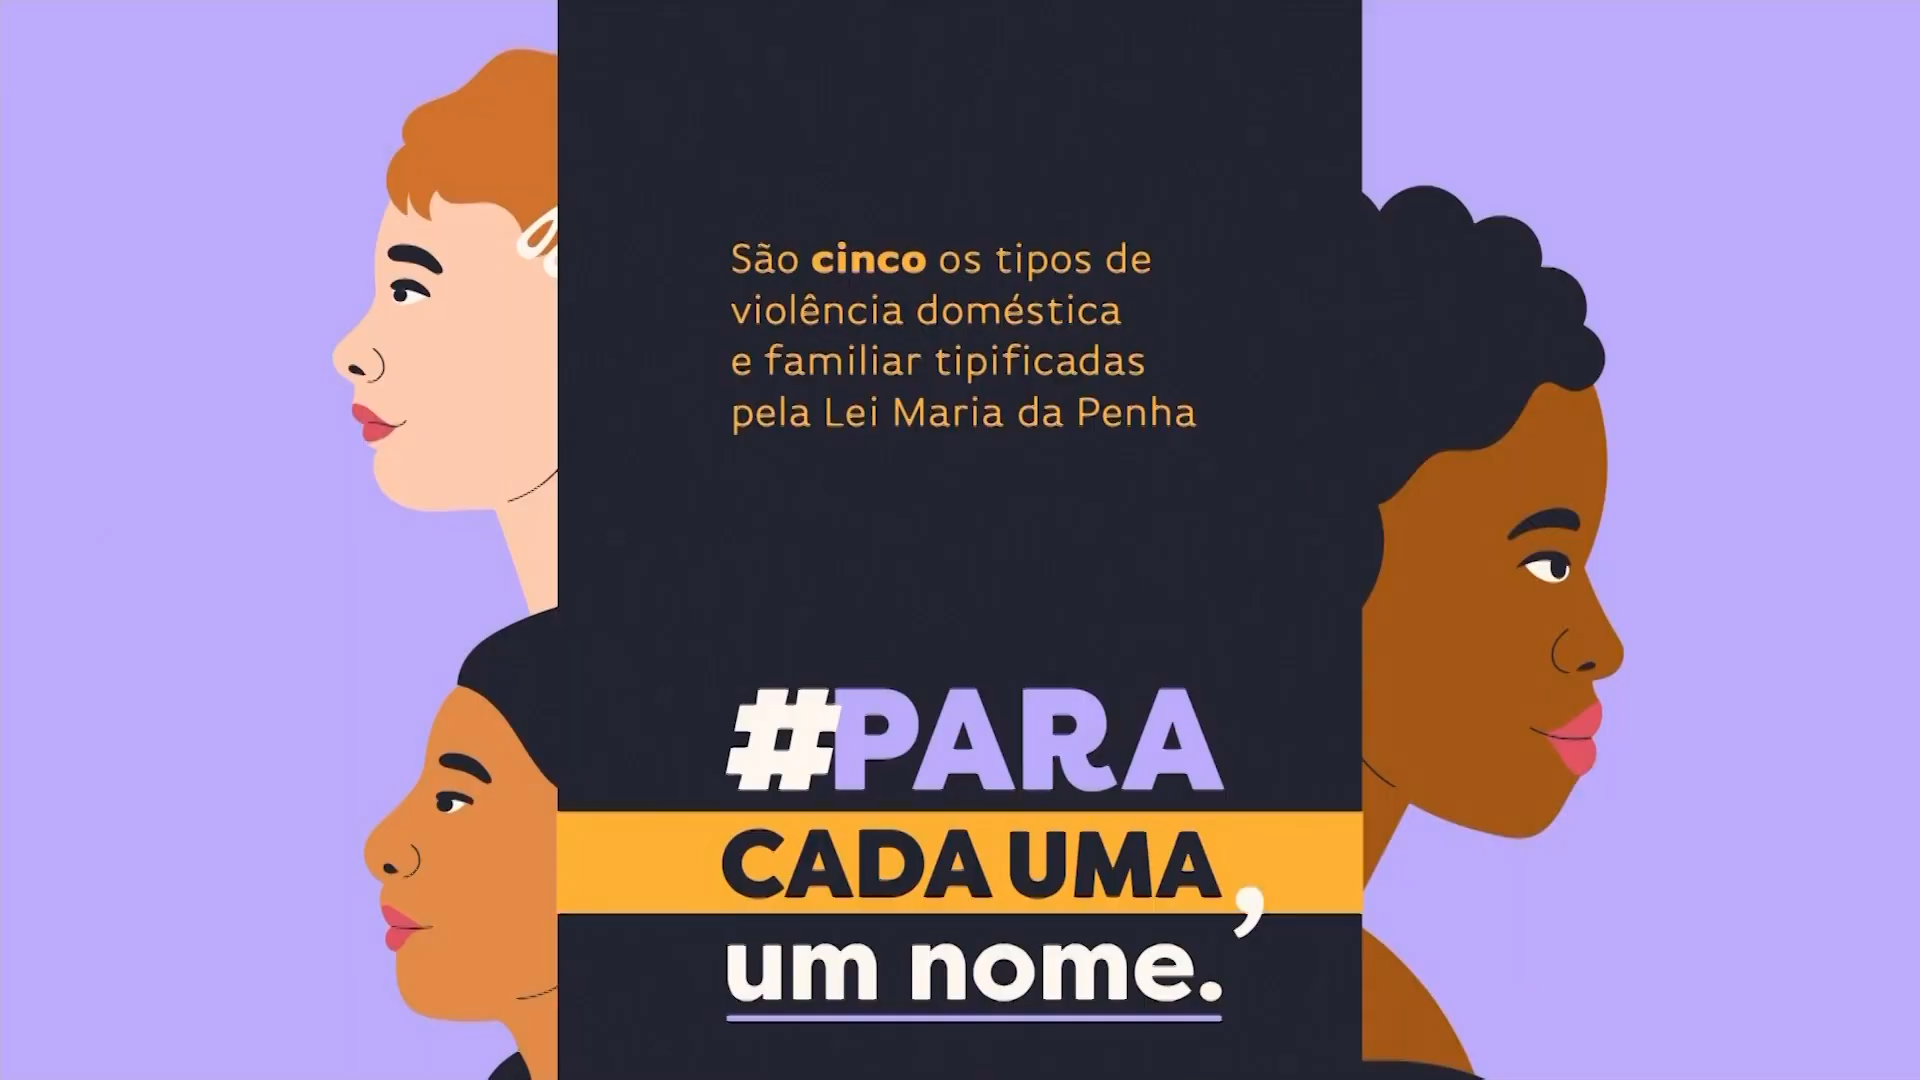 São cinco os tipos de
violência doméstica
e familiar tipificadas
pela Lei Maria da Penha
#PARA
CADA UMA,
um nome.